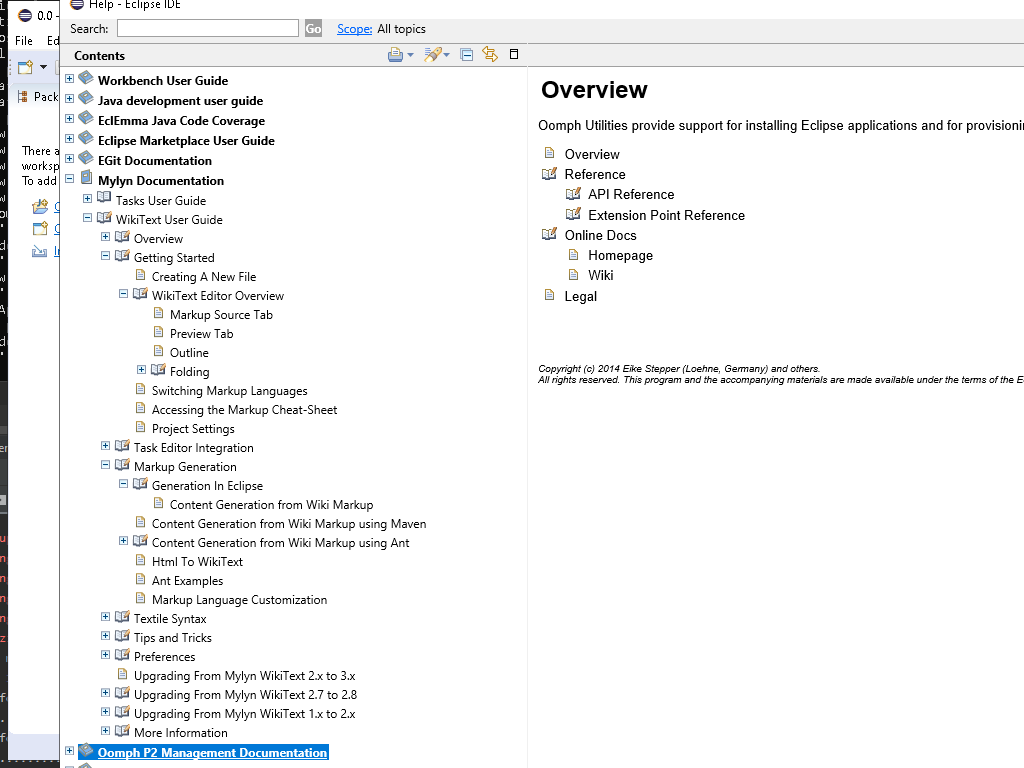 Help - Eclipse IDE
0.0 -
Search: Go Scope: All topics
File Ed
Contents
Pack
There a
worksp
To add
Workbench User Guide
Java development user guide
EclEmma Java Code Coverage
Eclipse Marketplace User Guide
EGit Documentation
Mylyn Documentation
Tasks User Guide
WikiText User Guide
Overview
Getting Started
Creating A New File
WikiText Editor Overview
Markup Source Tab
Preview Tab
Outline
Folding
Switching Markup Languages
Accessing the Markup Cheat-Sheet
Project Settings
Task Editor Integration
Markup Generation
Generation In Eclipse
Content Generation from Wiki Markup
Content Generation from Wiki Markup using Maven
Content Generation from Wiki Markup using Ant
Html To WikiText
Ant Examples
Markup Language Customization
Textile Syntax
Tips and Tricks
Preferences
Upgrading From Mylyn WikiText 2.x to 3.x
Upgrading From Mylyn WikiText 2.7 to 2.8
Upgrading From Mylyn WikiText 1.x to 2.x
More Information
Oomph P2 Management Documentation
Overview
Oomph Utilities provide support for installing Eclipse applications and for provisioni
Overview
Reference
API Reference
Extension Point Reference
Online Docs
Homepage
Wiki
Legal
Copyright (c) 2014 Eike Stepper (Loehne, Germany) and others.
All rights reserved. This program and the accompanying materials are made available under the terms of the E